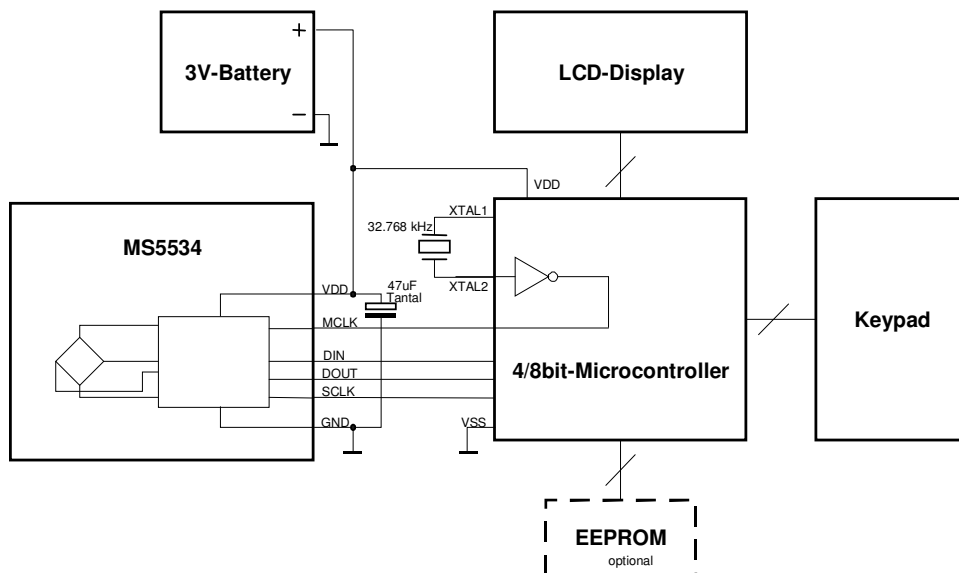 +
3V-Battery
−
LCD-Display
VDD
XTAL1
32.768 kHz
MS5534
XTAL2
47uF
Tantal
VDD
MCLK
DIN
DOUT
SCLK
GND
4/8bit-Microcontroller
VSS
Keypad
EEPROM
optional